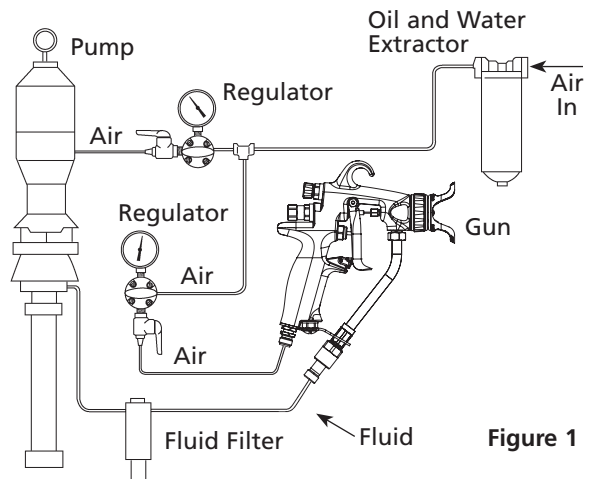 Oil and Water
Extractor
Pump
Regulator
Air
In
Air
Regulator
Gun
Air
Air
Fluid Filter
Fluid
Figure 1